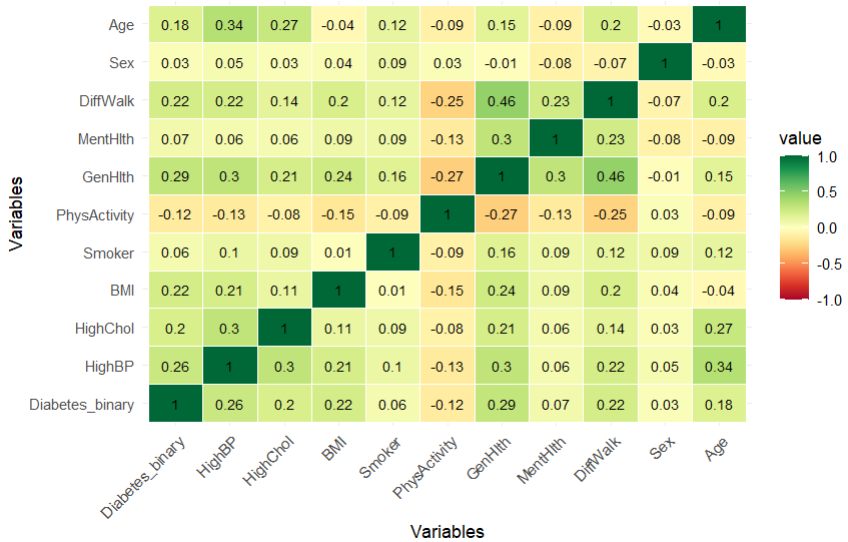 Age 0.18 0.34 0.27 -0.04 0.12 -0.09 0.15 -0.09 0.2 -0.03 1
Sex 0.03 0.05 0.03 0.04 0.09 0.03 -0.01 -0.08 -0.07 1 -0.03
DiffWalk 0.22 0.22 0.14 0.2 0.12 -0.25 0.46 0.23 1 -0.07 0.2
MentHlth 0.07 0.06 0.06 0.09 0.09 -0.13 0.3 1 0.23 -0.08 -0.09
GenHlth 0.29 0.3 0.21 0.24 0.16 -0.27 1 0.3 0.46 -0.01 0.15
PhysActivity -0.12 -0.13 -0.08 -0.15 -0.09 1 -0.27 -0.13 -0.25 0.03 -0.09
Smoker 0.06 0.1 0.09 0.01 1 -0.09 0.16 0.09 0.12 0.09 0.12
BMI 0.22 0.21 0.11 1 0.01 -0.15 0.24 0.09 0.2 0.04 -0.04
HighChol 0.2 0.3 1 0.11 0.09 -0.08 0.21 0.06 0.14 0.03 0.27
HighBP 0.26 1 0.3 0.21 0.1 -0.13 0.3 0.06 0.22 0.05 0.34
Diabetes_binary 1 0.26 0.2 0.22 0.06 -0.12 0.29 0.07 0.22 0.03 0.18
Diabetes_binary HighBP HighChol BMI Smoker PhysActivity GenHlth MentHlth DiffWalk Sex Age
Variables
Variables
value
1.0
0.5
0.0
-0.5
-1.0